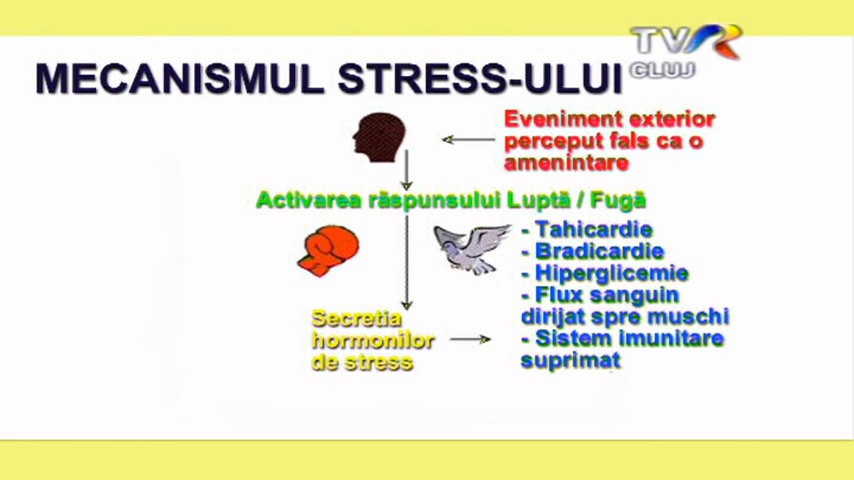 TVR
CLUJ
MECANISMUL STRESS-ULUI
Eveniment exterior
perceput fals ca o
amenintare
Activarea răspunsului Luptă / Fugă
- Tahicardie
- Bradicardie
- Hiperglicemie
- Flux sanguin
dirijat spre muschi
- Sistem imunitare
suprimat
Secretia
hormonilor
de stress